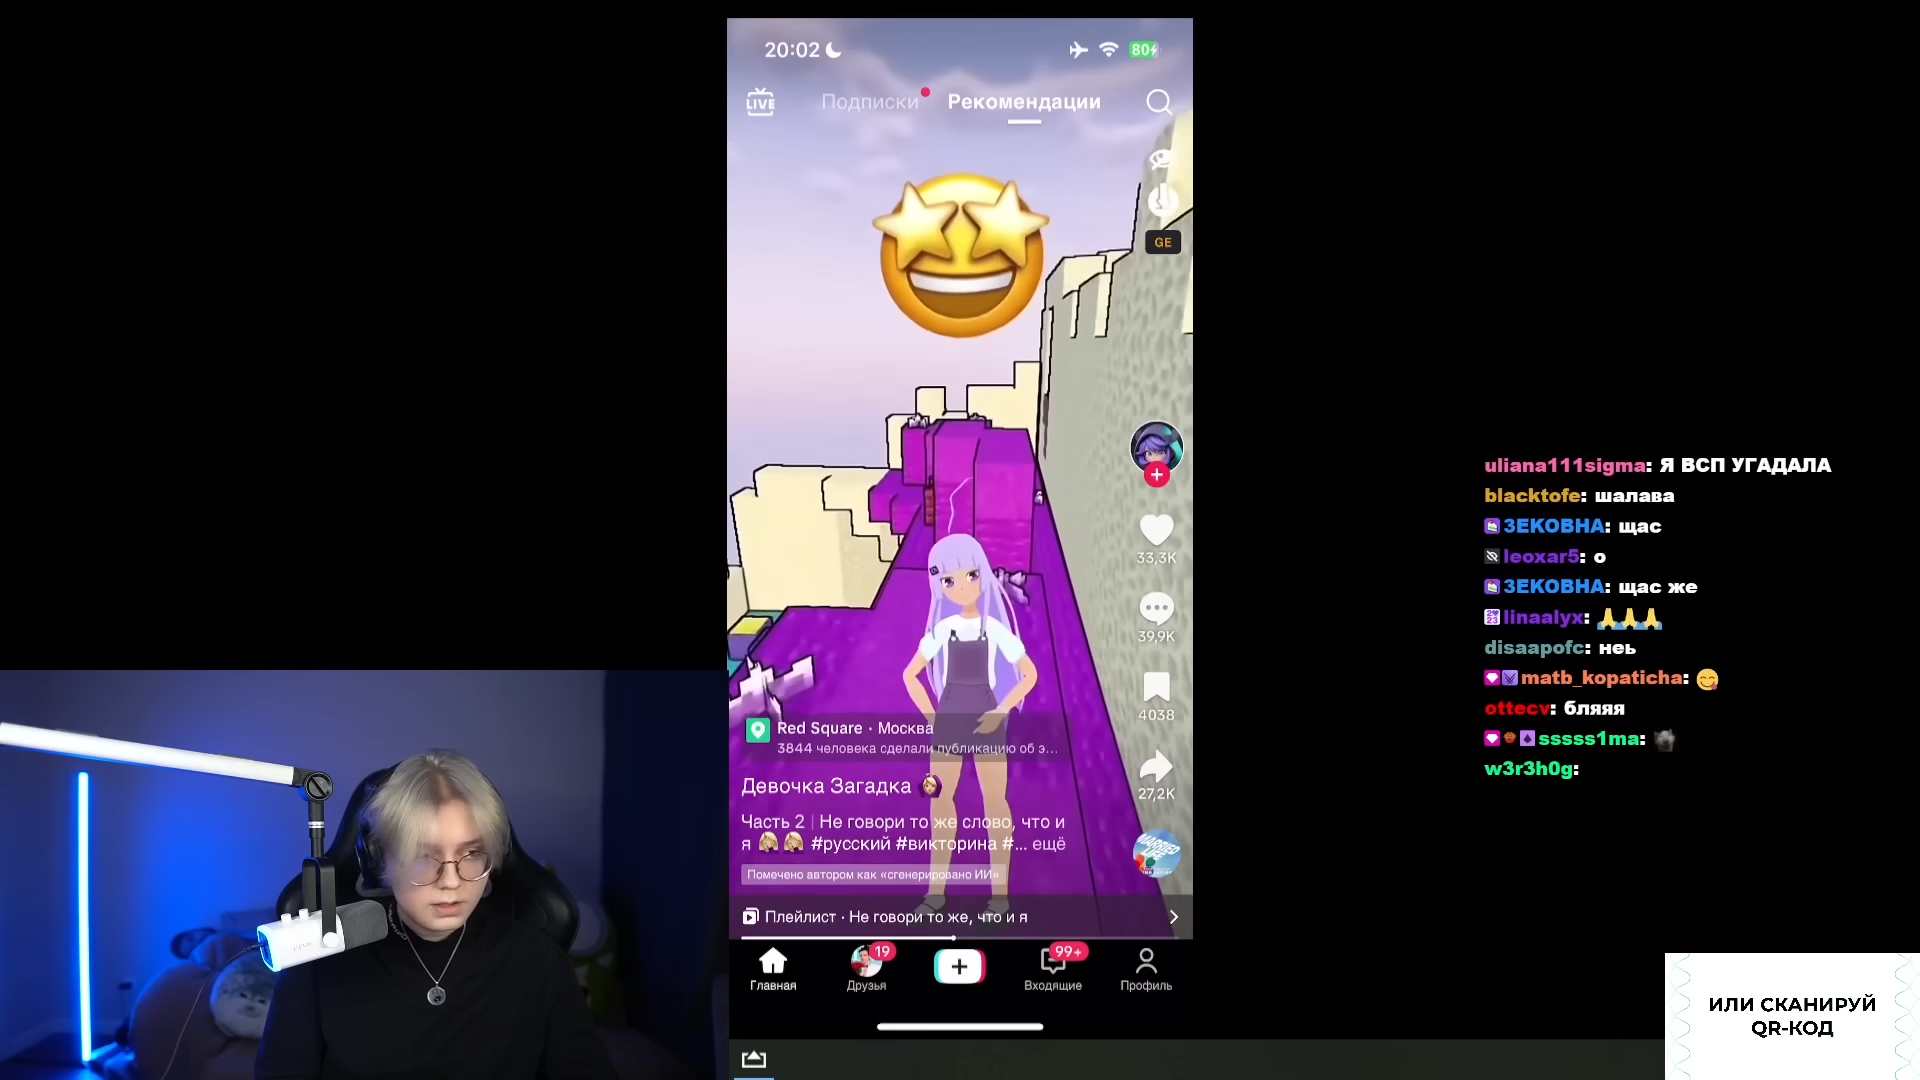 20:02
80
LIVE
Подписки
Рекомендации
GE
33,3K
39,9K
4038
27,2K
Red Square · Москва
3844 человека сделали публикацию об э...
Девочка Загадка
Часть 2 | Не говори то же слово, что и
я #русский #викторина #... ещё
Помечено автором как «сгенерировано ИИ»
Плейлист · Не говори то же, что и я
MARRIED LIFE
19
99+
Главная
Друзья
Входящие
Профиль
uliana111sigma: Я ВСП УГАДАЛА
blacktofe: шалава
ЗЕКОВНА: щас
leoxar5: о
ЗЕКОВНА: щас же
linaalyx:
disaapofc: неь
matb_kopaticha:
ottecv: бляяя
sssss1ma:
w3r3h0g:
ИЛИ СКАНИРУЙ
QR-КОД